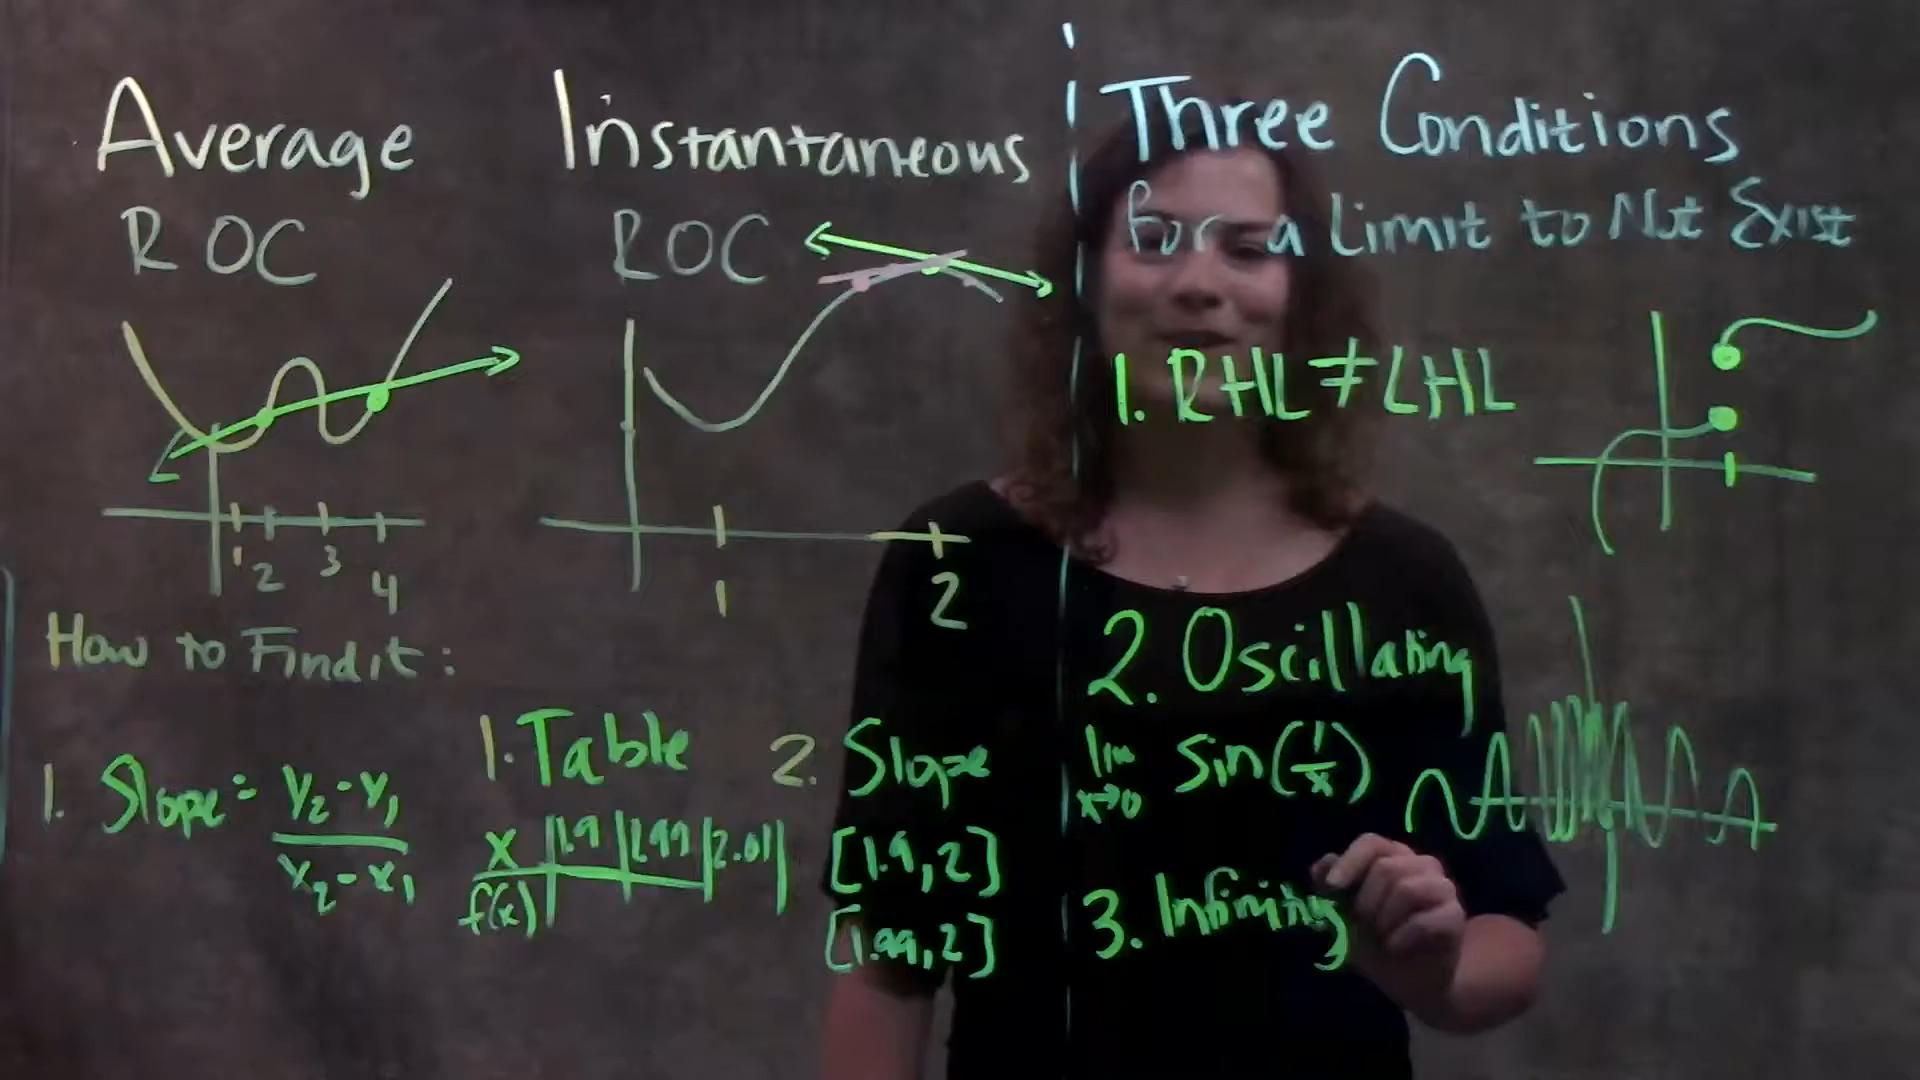 Average
ROC
1 2 3 4
How to Find it:
1. Slope = y₂-y₁ / x₂-x₁
Instantaneous
ROC
1 2
1. Table
x | 1.9 | 1.99 | 2.01 |
f(x)
2. Slope
[1.9, 2]
[1.99, 2]
Three Conditions
For a Limit to Not Exist
1. RHL ≠ LHL
2. Oscillating
lim x→0 sin(1/x)
3. Infinity